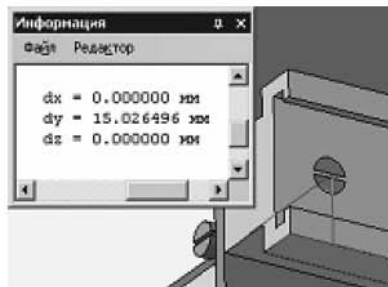 Информация
Файл Редактор
dx = 0.000000 мм
dy = 15.026496 мм
dz = 0.000000 мм